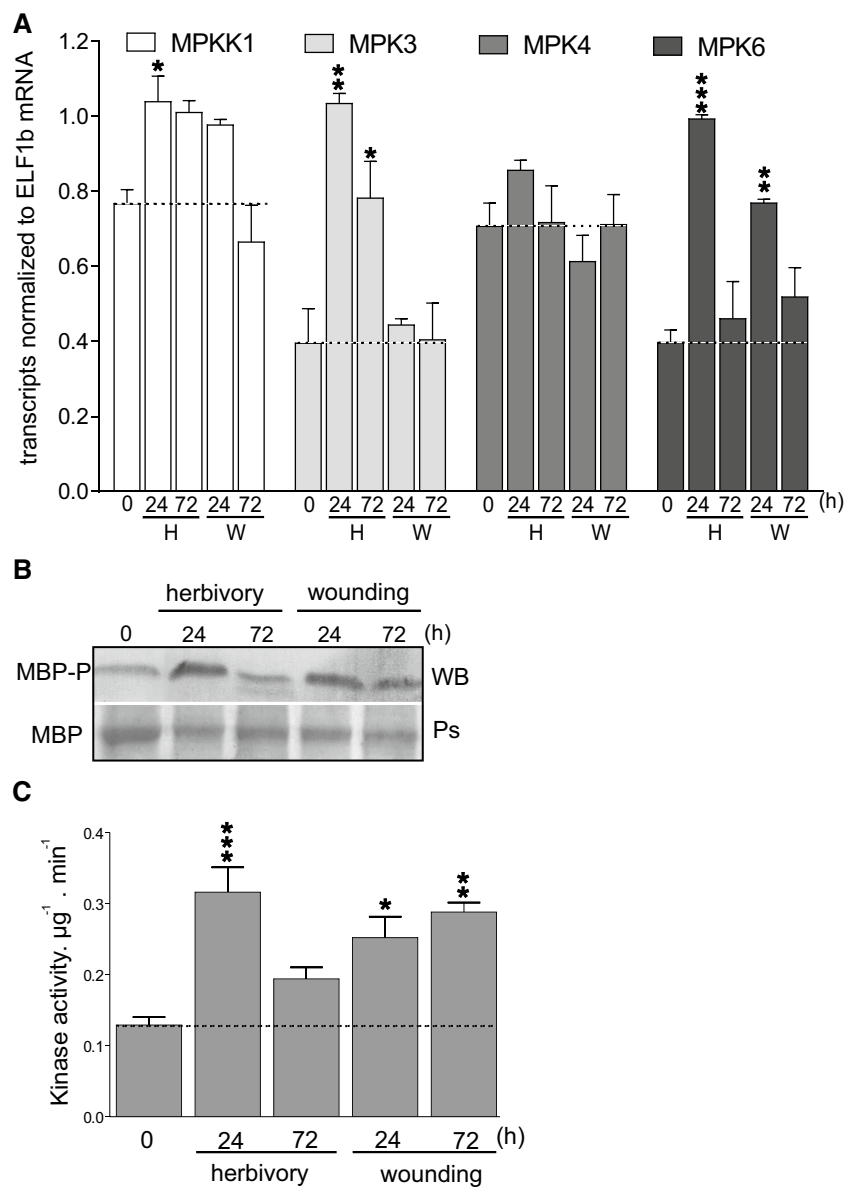 A
MPKK1 MPK3 MPK4 MPK6
transcripts normalized to ELF1b mRNA
1.2
1.0
0.8
0.6
0.4
0.2
0.0
* ** * *** **
0 24 72 24 72 0 24 72 24 72 0 24 72 24 72 0 24 72 24 72 (h)
H W H W H W H W
B
herbivory wounding
0 24 72 24 72 (h)
MBP-P WB
MBP Ps
C
Kinase activity. µg⁻¹ . min⁻¹
0.4
0.3
0.2
0.1
0.0
*** * **
0 24 72 24 72 (h)
herbivory wounding